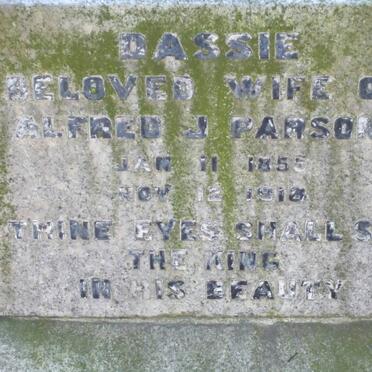 DASSIE
BELOVED WIFE O
ALFRED J PARSON
JAN 11 1855
NOV 12 1918
THINE EYES SHALL S
THE KING
IN HIS BEAUTY